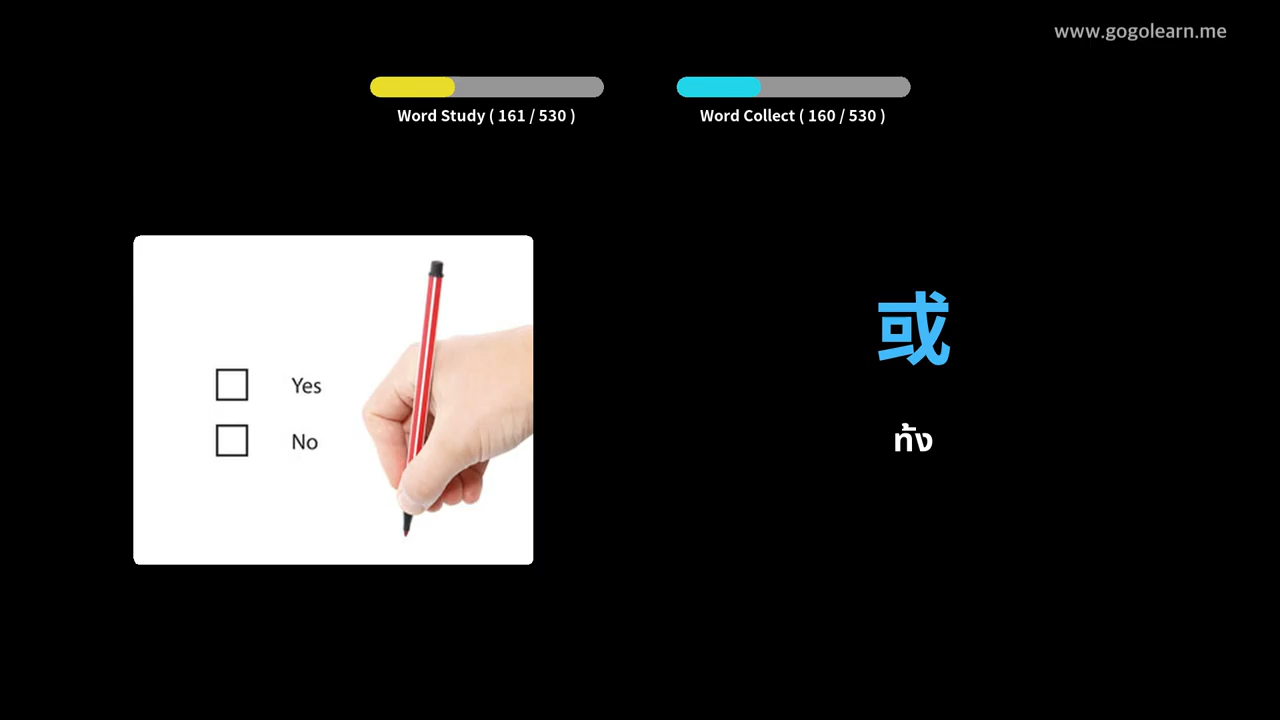 www.gogolearn.me
Word Study ( 161 / 530 )
Word Collect ( 160 / 530 )
Yes
No
或
ทั้ง